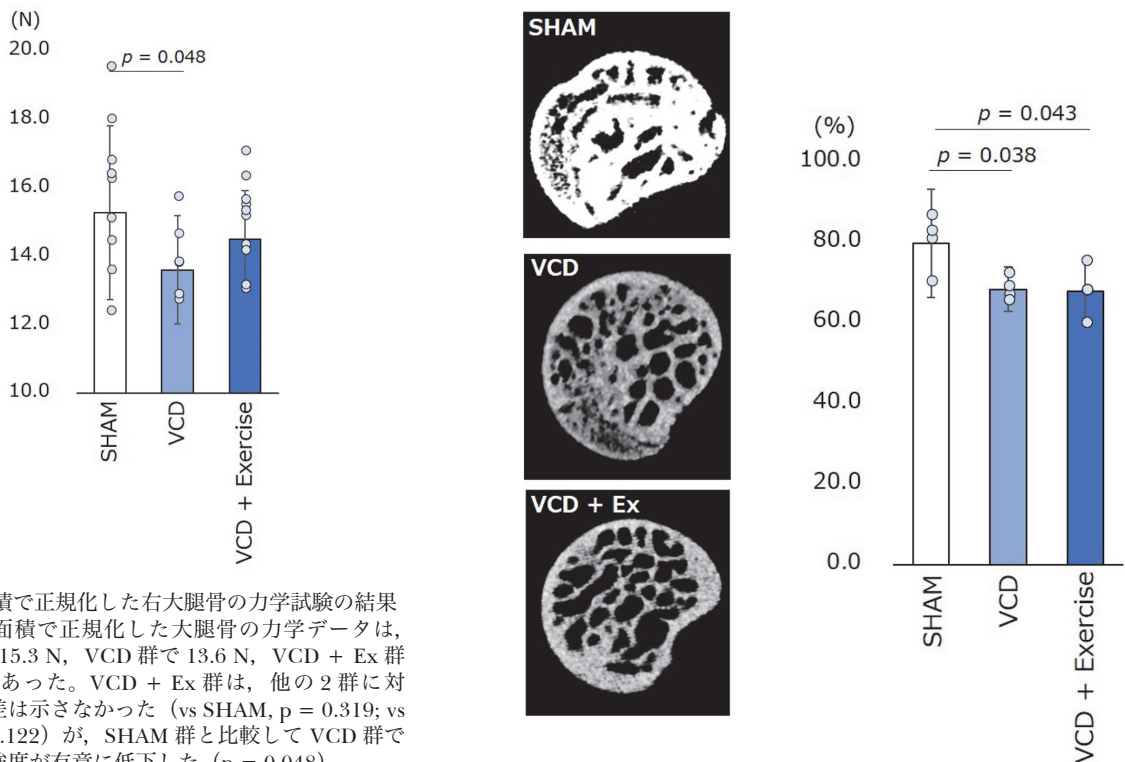 (N)
20.0
18.0
16.0
14.0
12.0
10.0
p = 0.048
SHAM
VCD
VCD + Exercise
積で正規化した右大腿骨の力学試験の結果
面積で正規化した大腿骨の力学データは,
15.3 N, VCD 群で 13.6 N, VCD + Ex 群
あった。VCD + Ex 群は, 他の 2 群に対
差は示さなかった (vs SHAM, p = 0.319; vs
.122) が, SHAM 群と比較して VCD 群で
強度が有意に低下した (p = 0.048)
SHAM
VCD
VCD + Ex
(%)
100.0
80.0
60.0
40.0
20.0
0.0
p = 0.043
p = 0.038
SHAM
VCD
VCD + Exercise